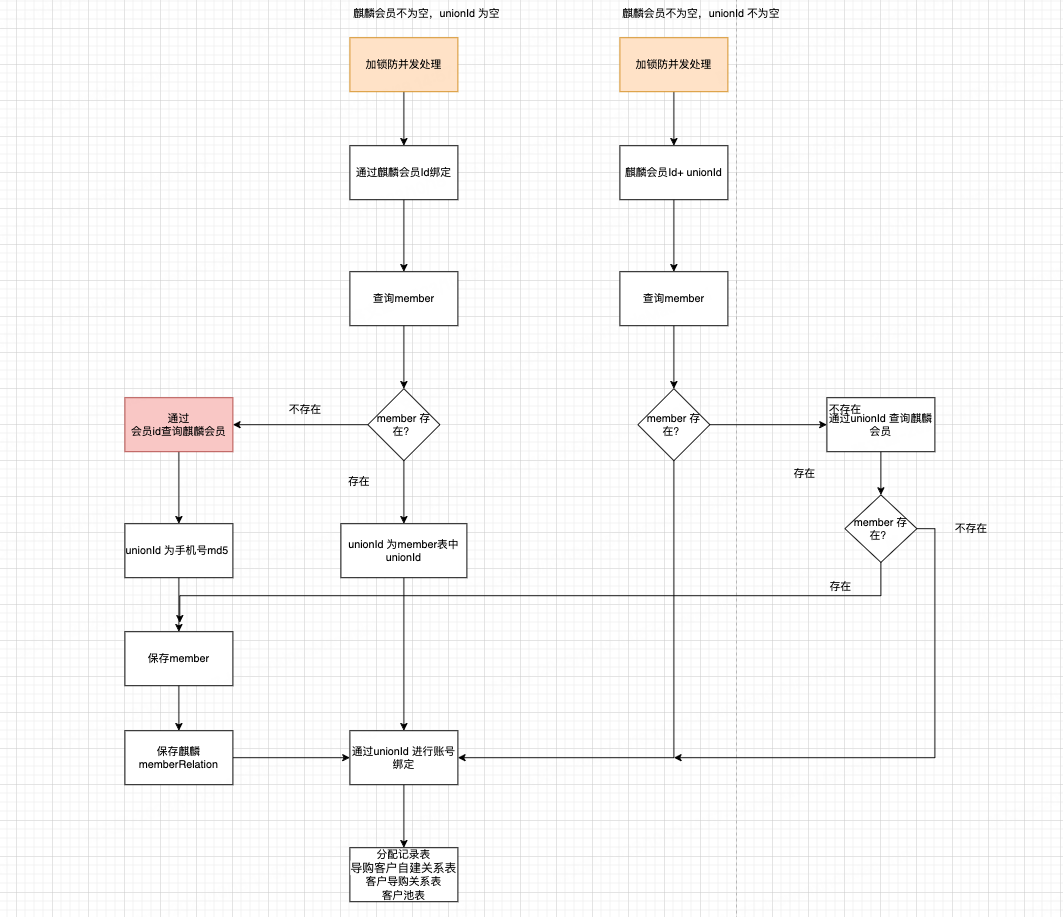 麒麟会员不为空，unionId 为空
麒麟会员不为空，unionId 不为空
加锁防并发处理
加锁防并发处理
通过麒麟会员Id绑定
麒麟会员Id+ unionId
查询member
查询member
不存在
member 存
在?
member 存
在?
不存在
通过
会员id查询麒麟会员
通过unionId 查询麒麟
会员
存在
存在
member 存
在?
不存在
unionId 为手机号md5
unionId 为member表中
unionId
存在
保存member
保存麒麟
memberRelation
通过unionId 进行账号
绑定
分配记录表
导购客户自建关系表
客户导购关系表
客户池表